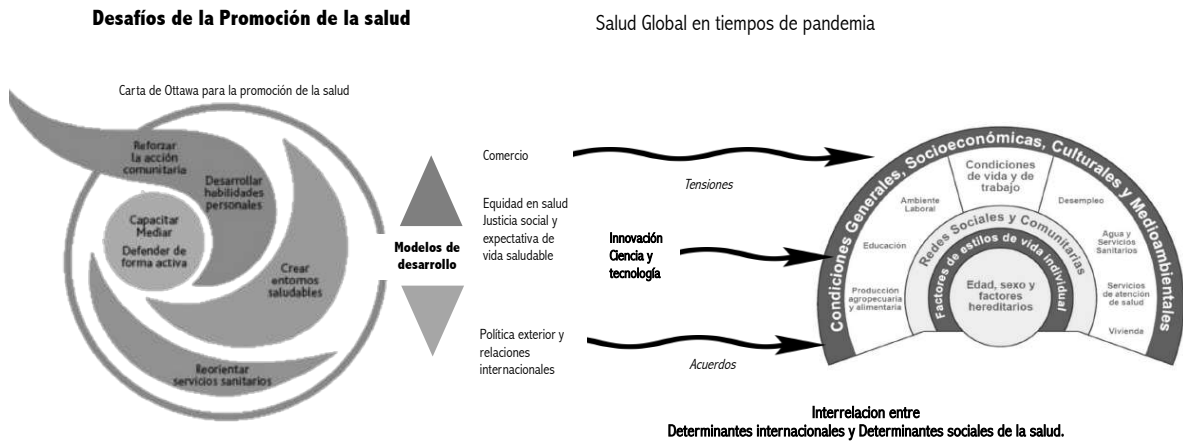 Desafíos de la Promoción de la salud
Salud Global en tiempos de pandemia
Carta de Ottawa para la promoción de la salud
Reforzar
la acción
comunitaria
Desarrollar
habilidades
personales
Capacitar
Mediar
Defender de
forma activa
Crear
entornos
saludables
Reorientar
servicios sanitarios
Modelos de
desarrollo
Comercio
Equidad en salud
Justicia social y
expectativa de
vida saludable
Política exterior y
relaciones
internacionales
Tensiones
Innovación
Ciencia y
tecnología
Acuerdos
Condiciones Generales, Socioeconómicas, Culturales y Medioambientales
Condiciones
de vida y de
trabajo
Ambiente
Laboral
Desempleo
Educación
Agua y
Servicios
Sanitarios
Producción
agropecuaria
y alimentaria
Servicios
de atención
de salud
Vivienda
Redes Sociales y Comunitarias
Factores de estilos de vida individual
Edad, sexo y
factores
hereditarios
Interrelacion entre
Determinantes internacionales y Determinantes sociales de la salud.